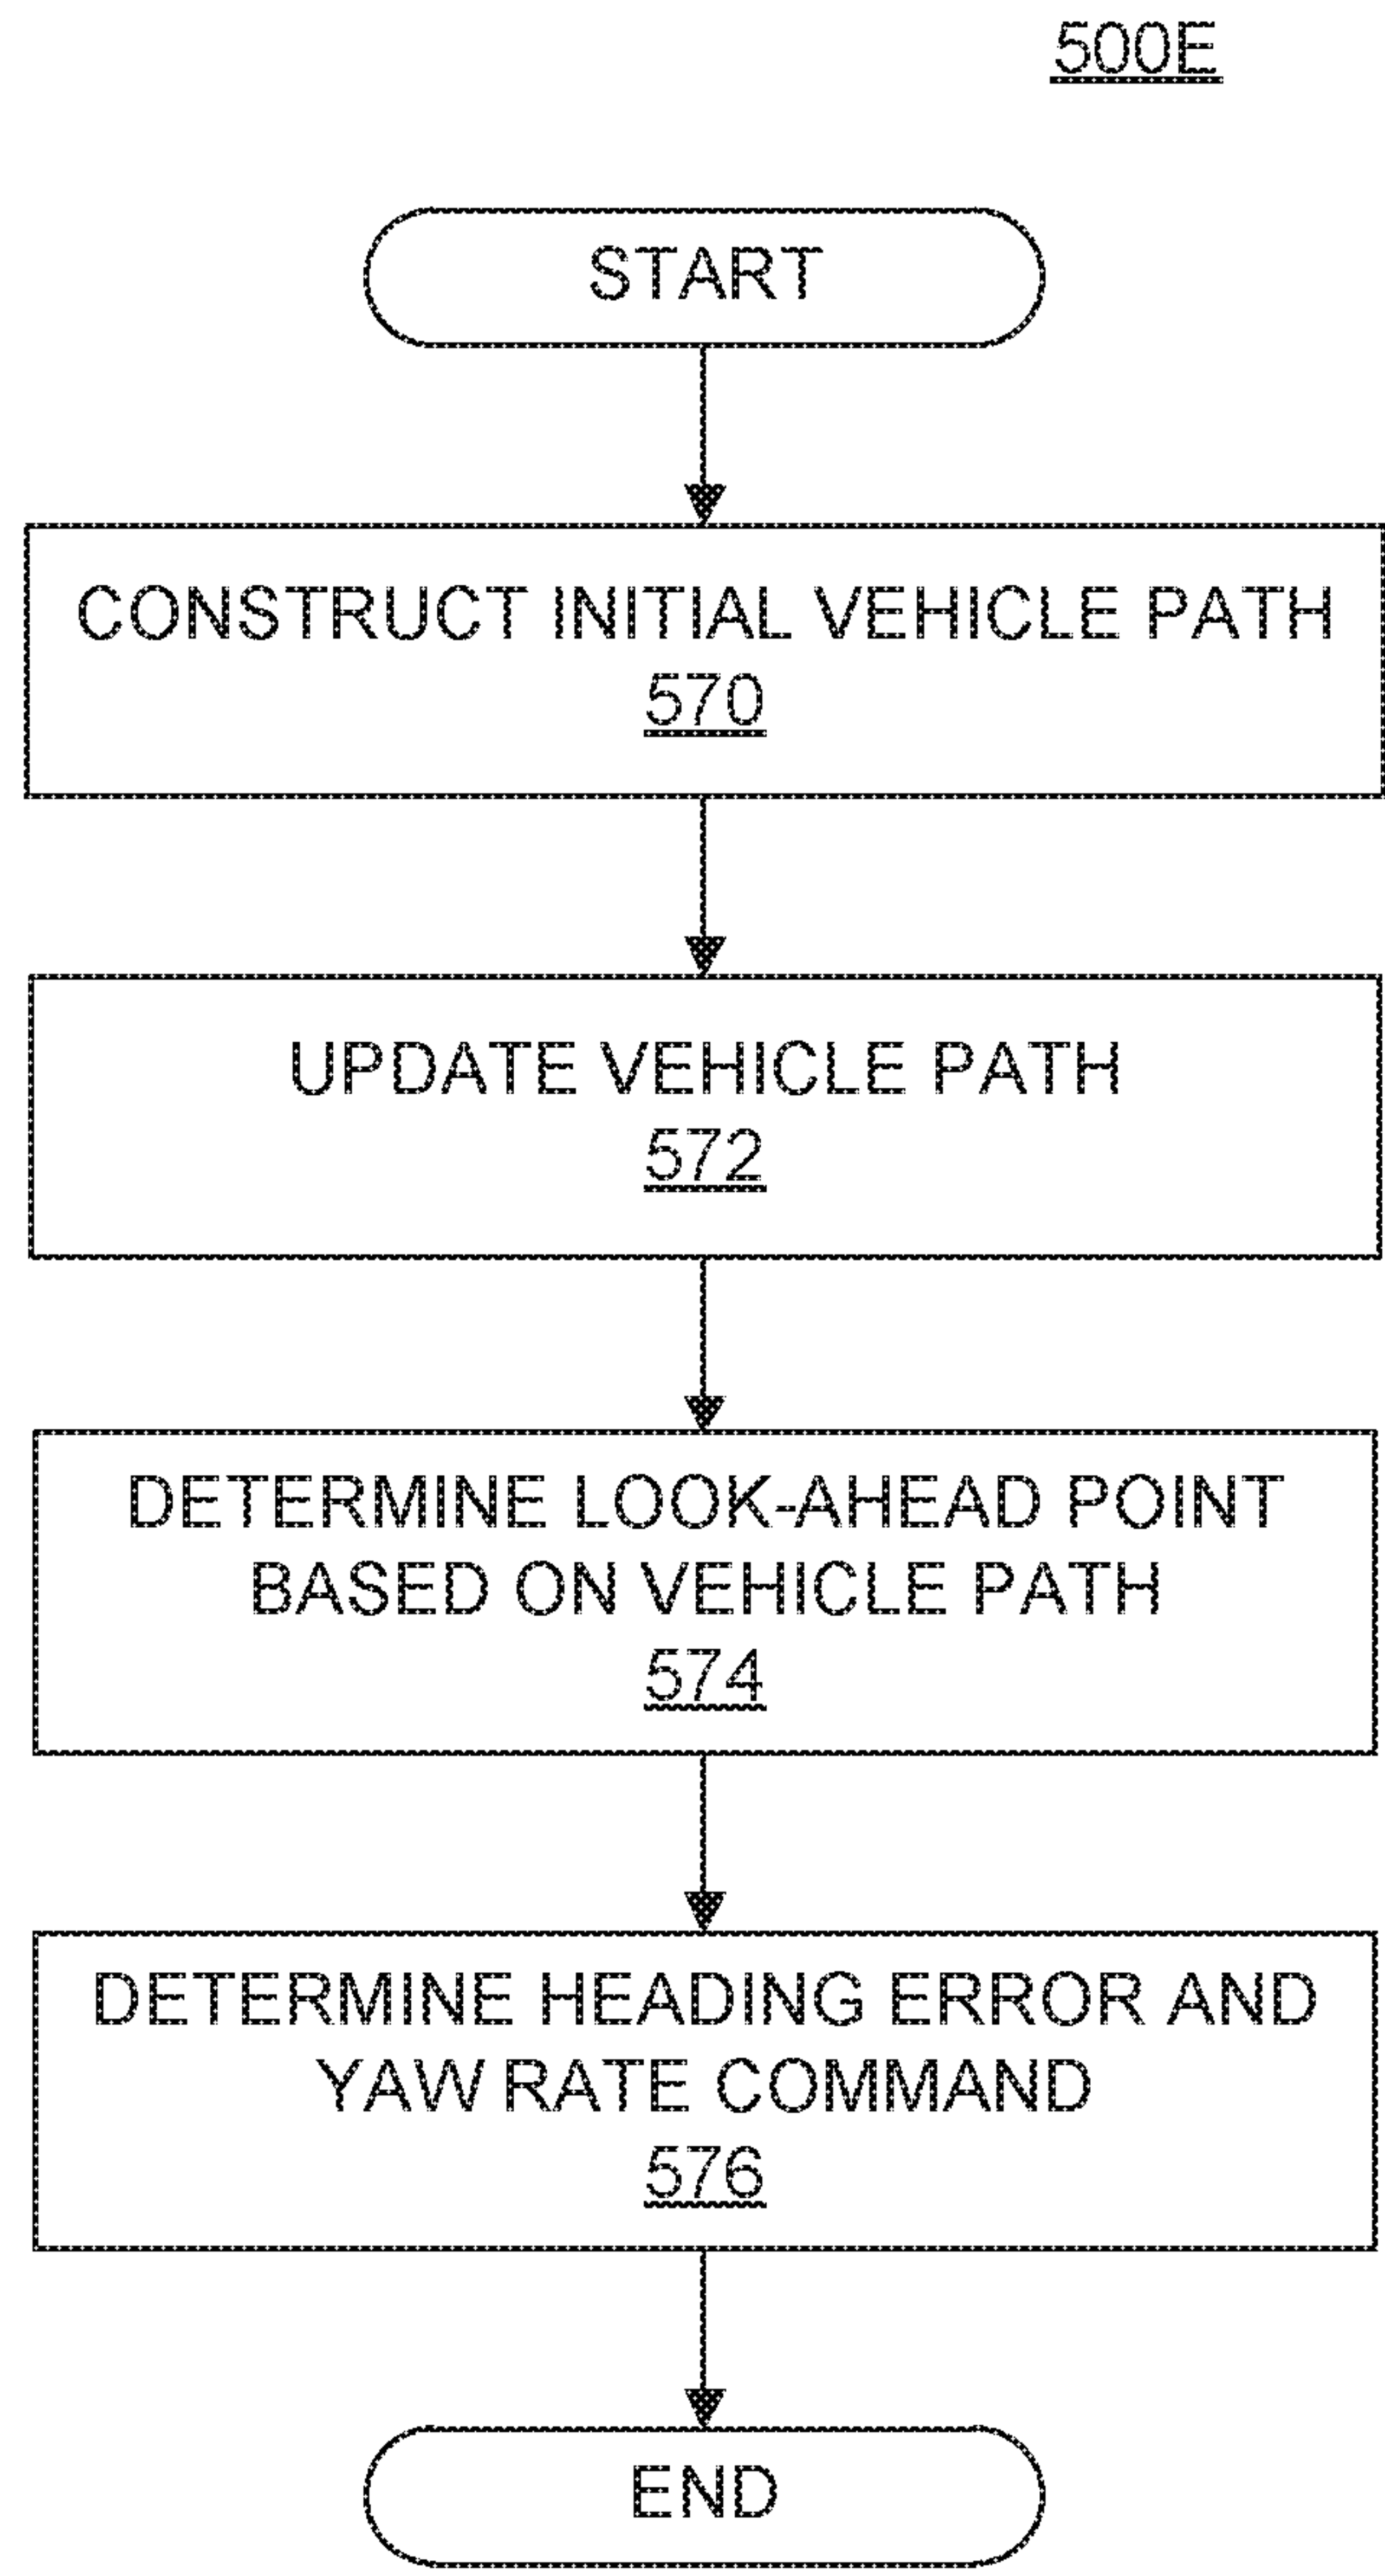 500E
START
CONSTRUCT INITIAL VEHICLE PATH
570
UPDATE VEHICLE PATH
572
DETERMINE LOOK-AHEAD POINT
BASED ON VEHICLE PATH
574
DETERMINE HEADING ERROR AND
YAW RATE COMMAND
576
END